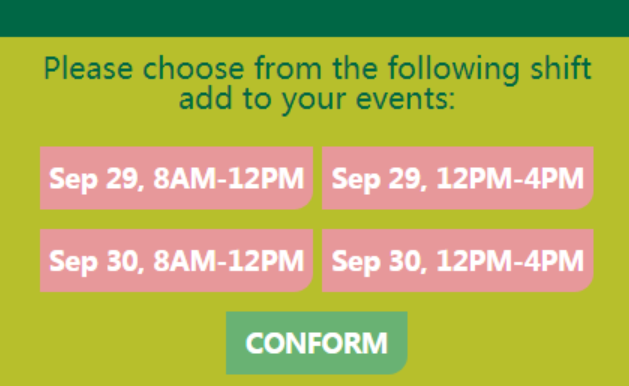 Please choose from the following shift
add to your events:
Sep 29, 8AM-12PM
Sep 29, 12PM-4PM
Sep 30, 8AM-12PM
Sep 30, 12PM-4PM
CONFORM